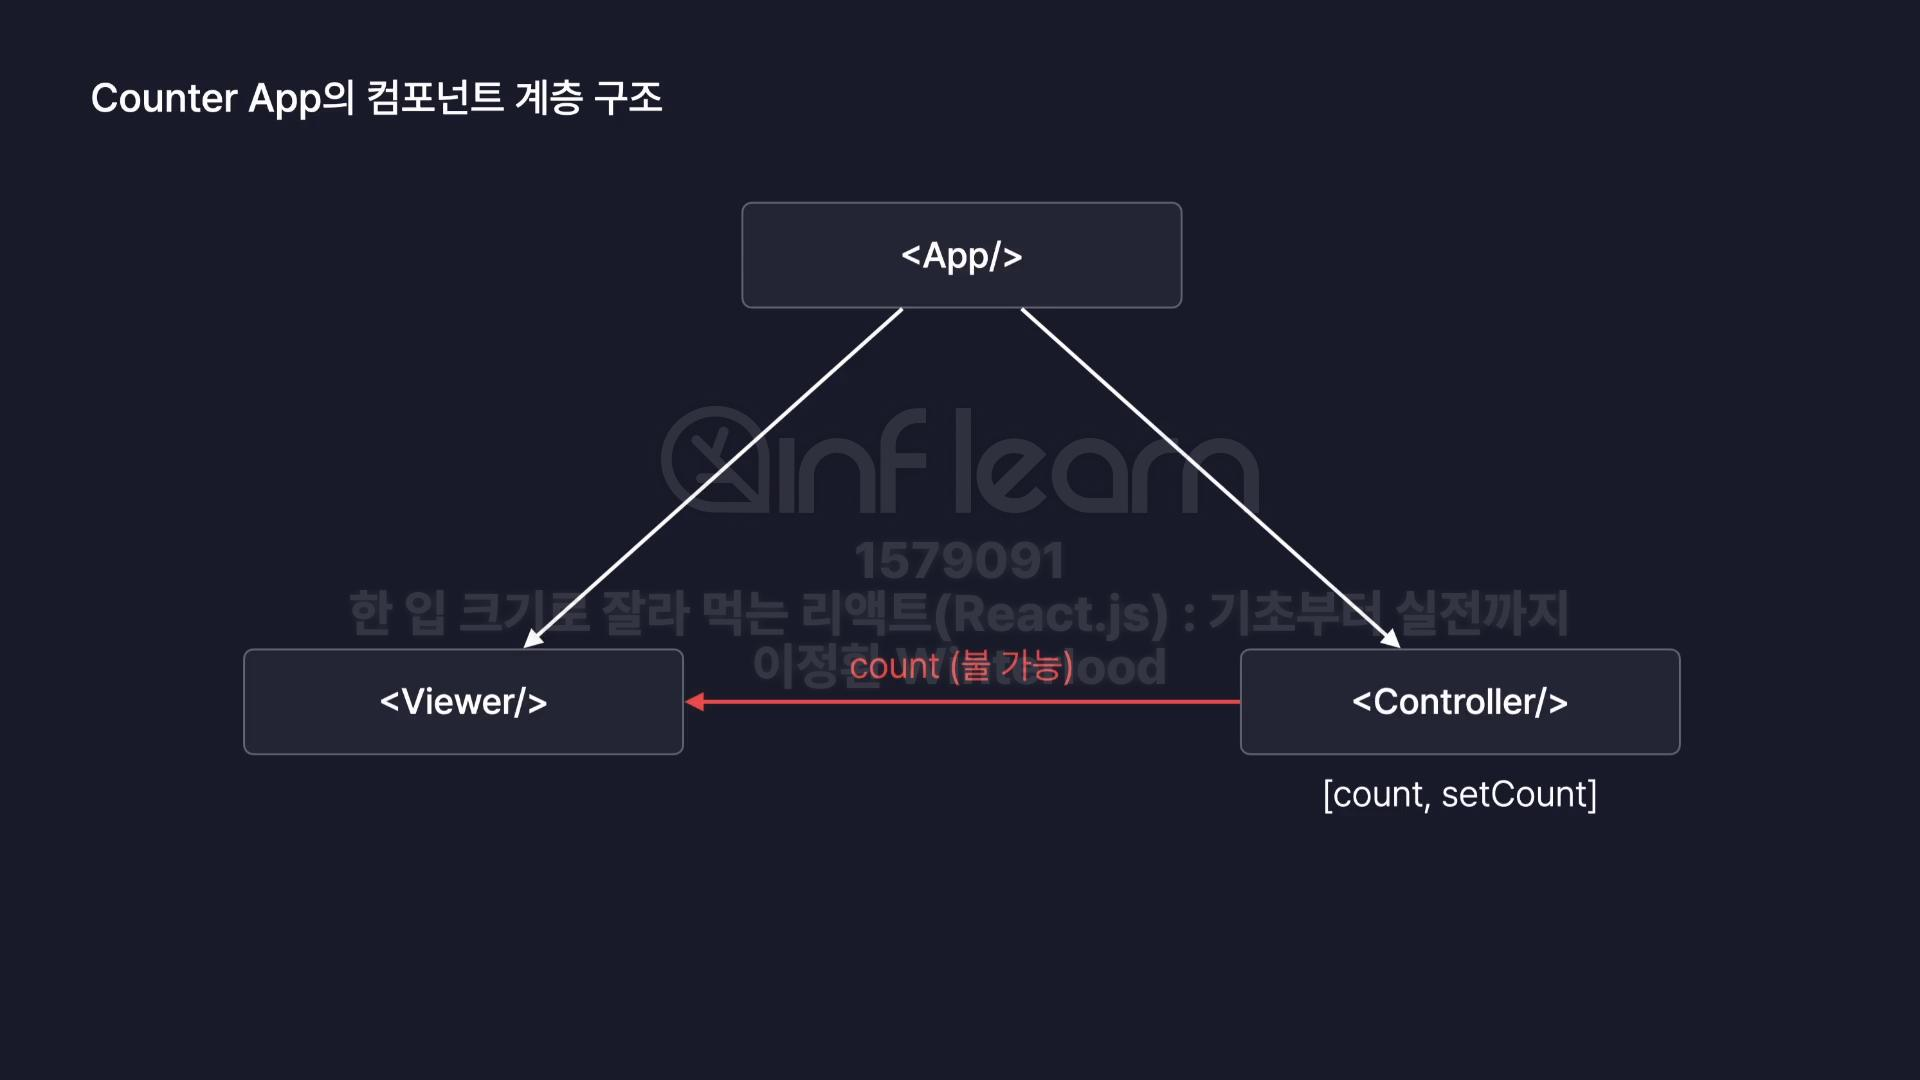 Counter App의 컴포넌트 계층 구조
<App/>
inflearn
1579091
한 입 크기로 잘라 먹는 리액트(React.js) : 기초부터 실전까지
이정환 Winterlood
count (불 가능)
<Viewer/>
<Controller/>
[count, setCount]